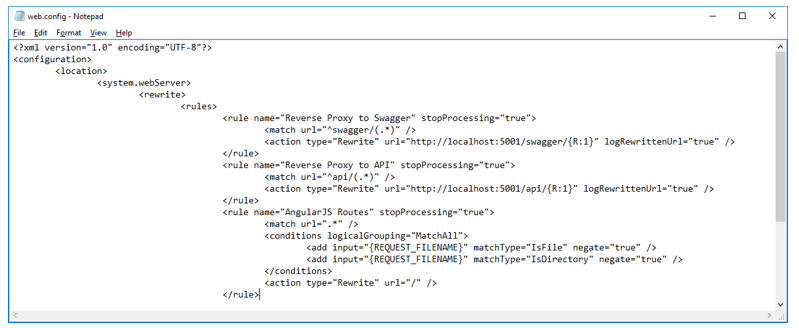 web.config - Notepad
File Edit Format View Help
<?xml version="1.0" encoding="UTF-8"?>
<configuration>
<location>
<system.webServer>
<rewrite>
<rules>
<rule name="Reverse Proxy to Swagger" stopProcessing="true">
<match url="^swagger/(.*)" />
<action type="Rewrite" url="http://localhost:5001/swagger/{R:1}" logRewrittenUrl="true" />
</rule>
<rule name="Reverse Proxy to API" stopProcessing="true">
<match url="^api/(.*)" />
<action type="Rewrite" url="http://localhost:5001/api/{R:1}" logRewrittenUrl="true" />
</rule>
<rule name="AngularJS Routes" stopProcessing="true">
<match url=".*" />
<conditions logicalGrouping="MatchAll">
<add input="{REQUEST_FILENAME}" matchType="IsFile" negate="true" />
<add input="{REQUEST_FILENAME}" matchType="IsDirectory" negate="true" />
</conditions>
<action type="Rewrite" url="/" />
</rule>